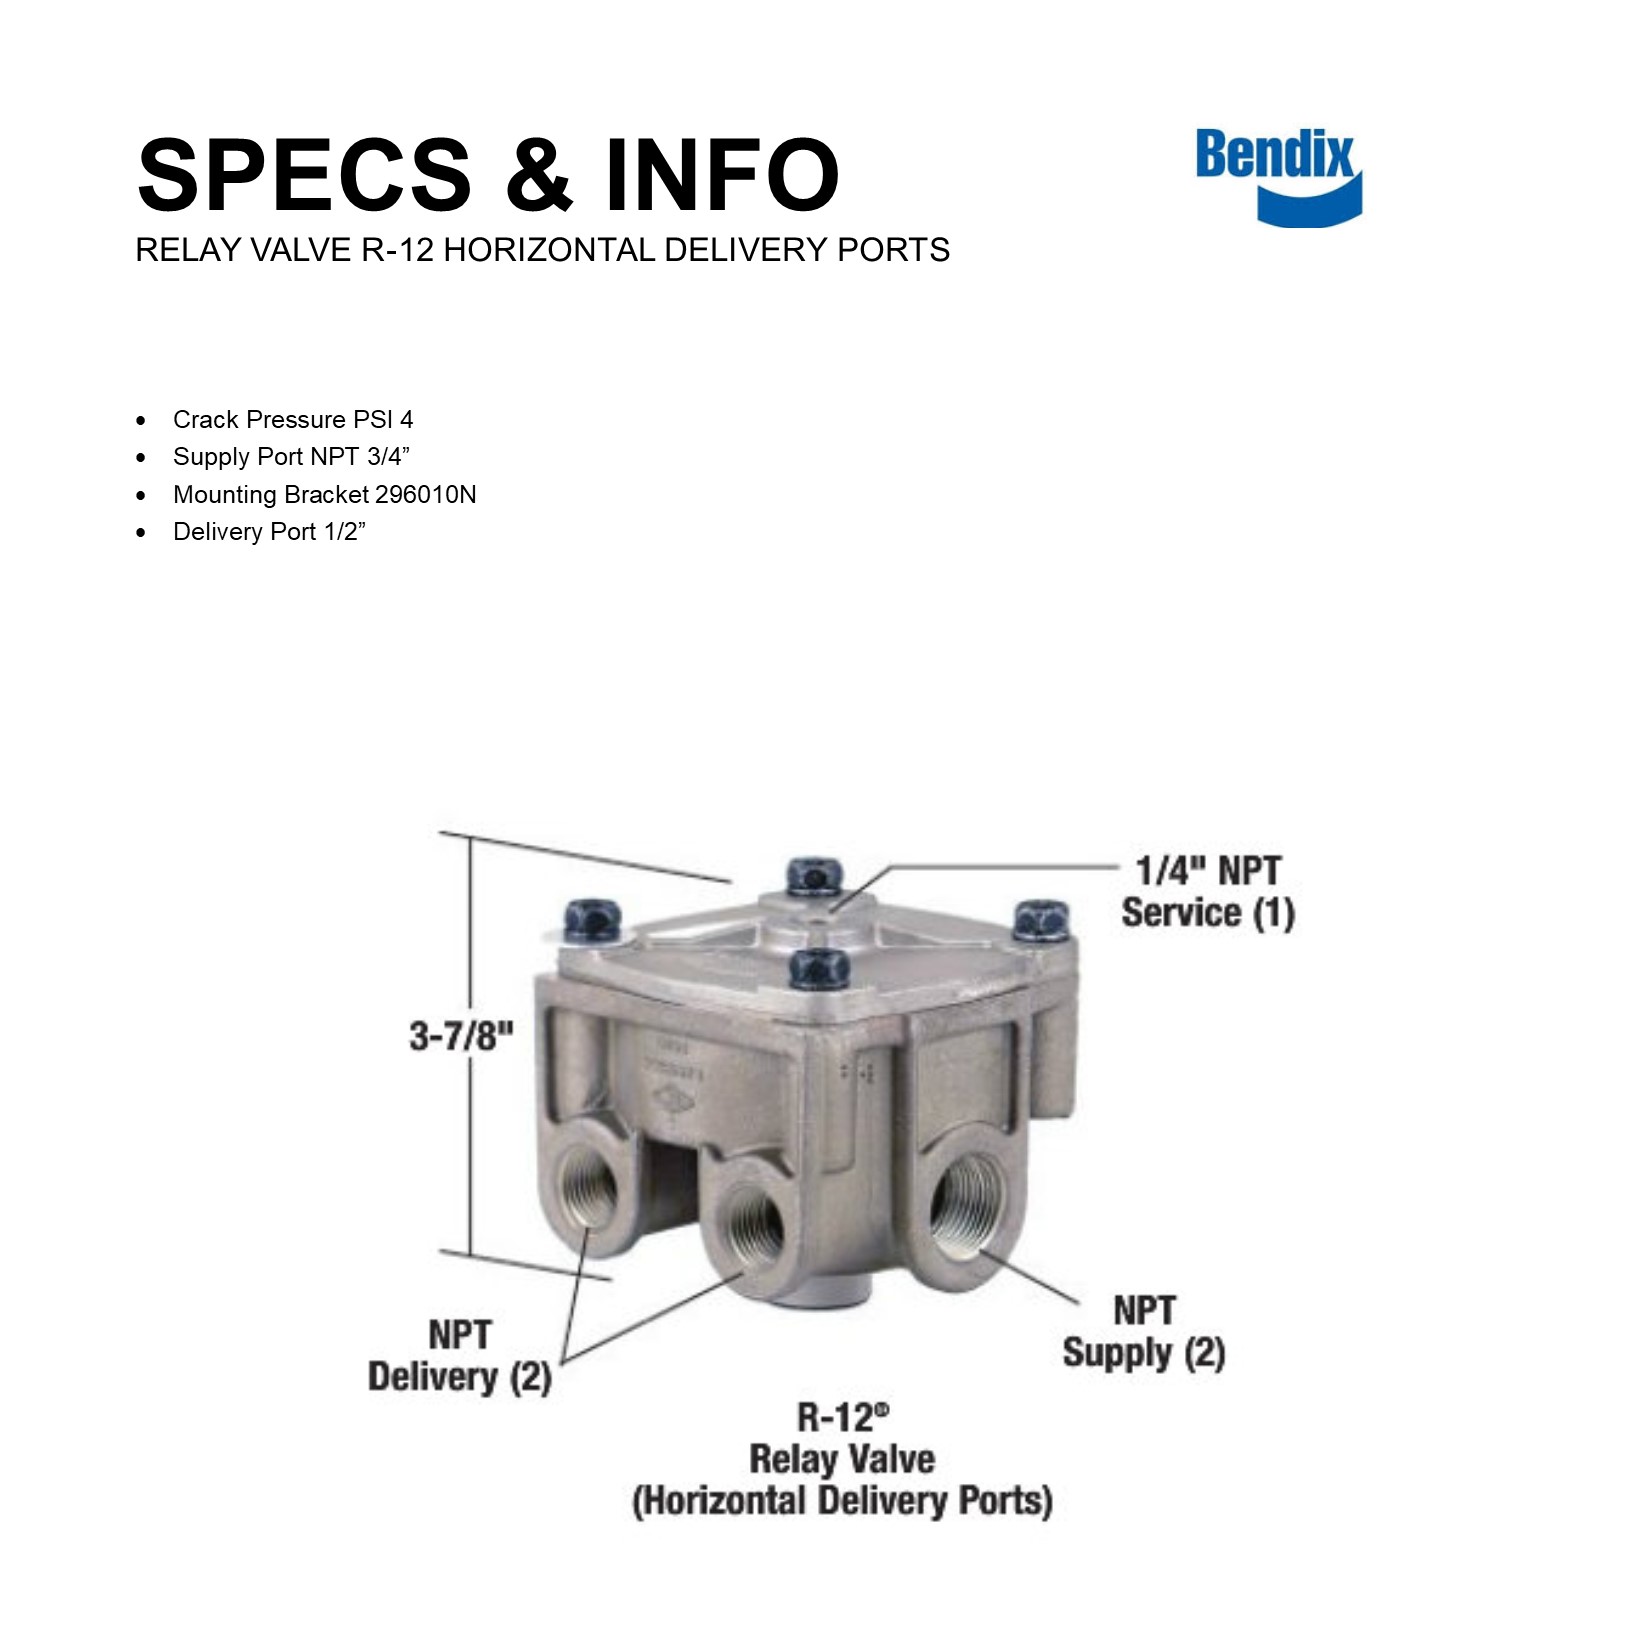 SPECS & INFO
Bendix
RELAY VALVE R-12 HORIZONTAL DELIVERY PORTS
• Crack Pressure PSI 4
• Supply Port NPT 3/4”
• Mounting Bracket 296010N
• Delivery Port 1/2”
1/4" NPT
Service (1)
3-7/8"
NPT
Delivery (2)
NPT
Supply (2)
R-12®
Relay Valve
(Horizontal Delivery Ports)